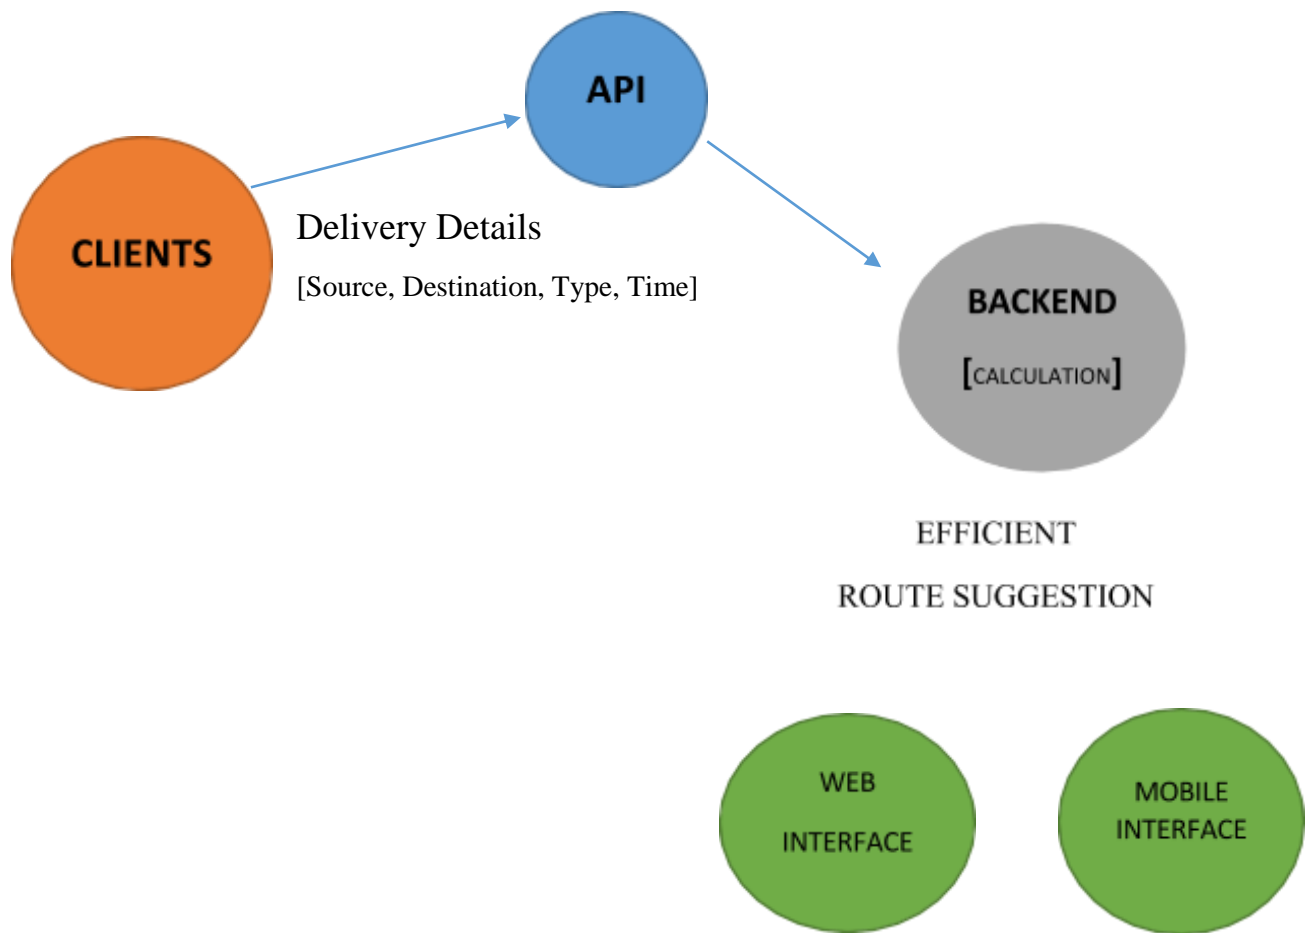 API
CLIENTS
Delivery Details
[Source, Destination, Type, Time]
BACKEND
[CALCULATION]
EFFICIENT
ROUTE SUGGESTION
WEB
INTERFACE
MOBILE
INTERFACE